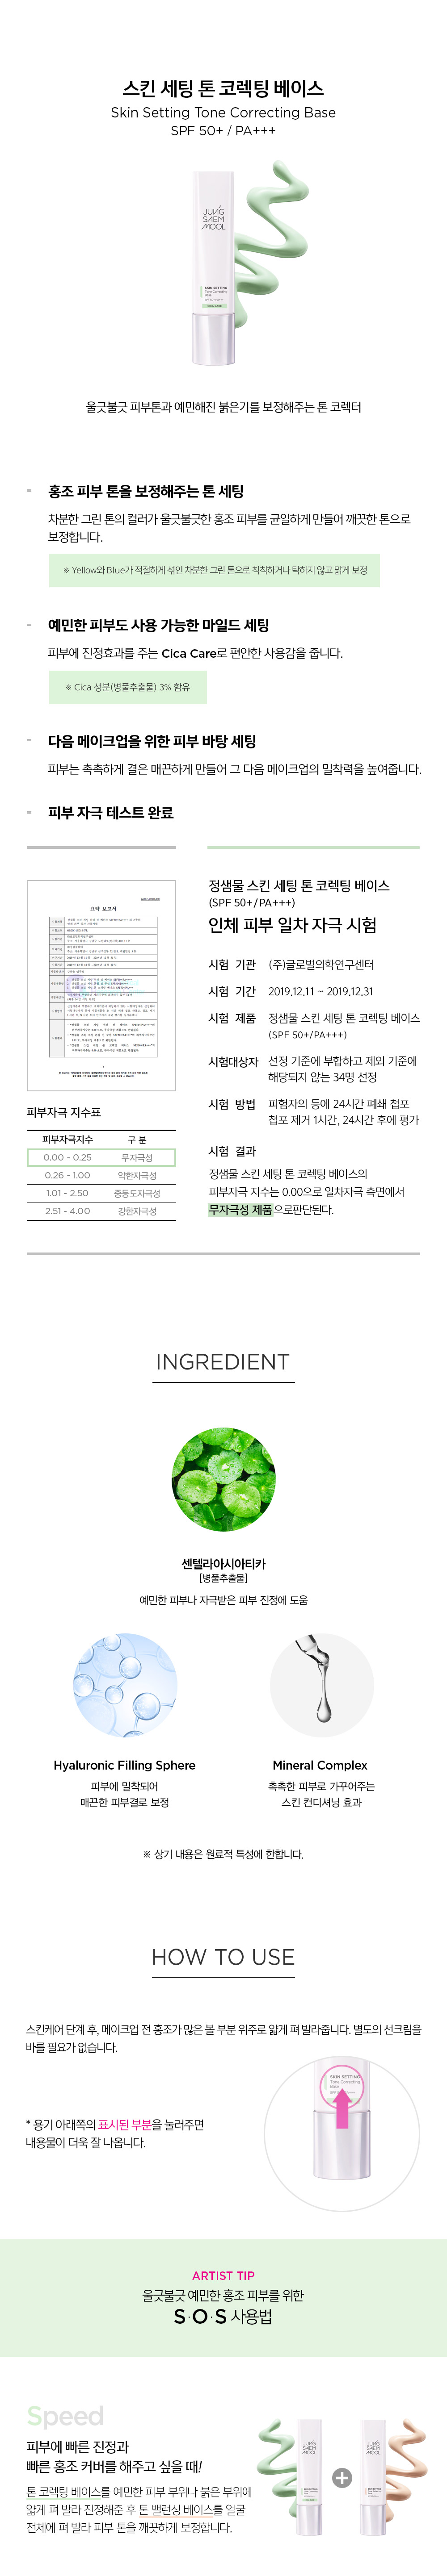 스킨 세팅 톤 코렉팅 베이스
Skin Setting Tone Correcting Base
SPF 50+ / PA+++
JUNG
SAEM
MOOL
SKIN SETTING
Tone Correcting
Base
울긋불긋 피부톤과 예민해진 붉은기를 보정해주는 톤 코렉터
홍조 피부 톤을 보정해주는 톤 세팅
차분한 그린 톤의 컬러가 울긋불긋한 홍조 피부를 균일하게 만들어 깨끗한 톤으로
보정합니다.
※ Yellow와 Blue가 적절하게 섞인 차분한 그린 톤으로 칙칙하거나 탁하지 않고 맑게 보정
예민한 피부도 사용 가능한 마일드 세팅
피부에 진정효과를 주는 Cica Care로 편안한 사용감을 줍니다.
※ Cica 성분(병풀추출물) 3% 함유
다음 메이크업을 위한 피부 바탕 세팅
피부는 촉촉하게 결은 매끈하게 만들어 그 다음 메이크업의 밀착력을 높여줍니다.
피부 자극 테스트 완료
요약 보고서
피부자극 지수표
피부자극지수 구 분
0.00 - 0.25 무자극성
0.26 - 1.00 약한자극성
1.01 - 2.50 중등도자극성
2.51 - 4.00 강한자극성
정샘물 스킨 세팅 톤 코렉팅 베이스
(SPF 50+/PA+++)
인체 피부 일차 자극 시험
시험 기관 (주)글로벌의학연구센터
시험 기간 2019.12.11 ~ 2019.12.31
시험 제품 정샘물 스킨 세팅 톤 코렉팅 베이스
(SPF 50+/PA+++)
시험대상자 선정 기준에 부합하고 제외 기준에
해당되지 않는 34명 선정
시험 방법 피험자의 등에 24시간 폐쇄 첩포
첩포 제거 1시간, 24시간 후에 평가
시험 결과
정샘물 스킨 세팅 톤 코렉팅 베이스의
피부자극 지수는 0.00으로 일차자극 측면에서
무자극성 제품으로판단된다.
INGREDIENT
센텔라아시아티카
[병풀추출물]
예민한 피부나 자극받은 피부 진정에 도움
Hyaluronic Filling Sphere
피부에 밀착되어
매끈한 피부결로 보정
Mineral Complex
촉촉한 피부로 가꾸어주는
스킨 컨디셔닝 효과
※ 상기 내용은 원료적 특성에 한합니다.
HOW TO USE
스킨케어 단계 후, 메이크업 전 홍조가 많은 볼 부분 위주로 얇게 펴 발라줍니다. 별도의 선크림을
바를 필요가 없습니다.
SKIN SETTING
Tone Correcting
Base
* 용기 아래쪽의 표시된 부분을 눌러주면
내용물이 더욱 잘 나옵니다.
ARTIST TIP
울긋불긋 예민한 홍조 피부를 위한
S·O·S 사용법
Speed
피부에 빠른 진정과
빠른 홍조 커버를 해주고 싶을 때!
톤 코렉팅 베이스를 예민한 피부 부위나 붉은 부위에
얇게 펴 발라 진정해준 후 톤 밸런싱 베이스를 얼굴
전체에 펴 발라 피부 톤을 깨끗하게 보정합니다.
JUNG
SAEM
MOOL
JUNG
SAEM
MOOL